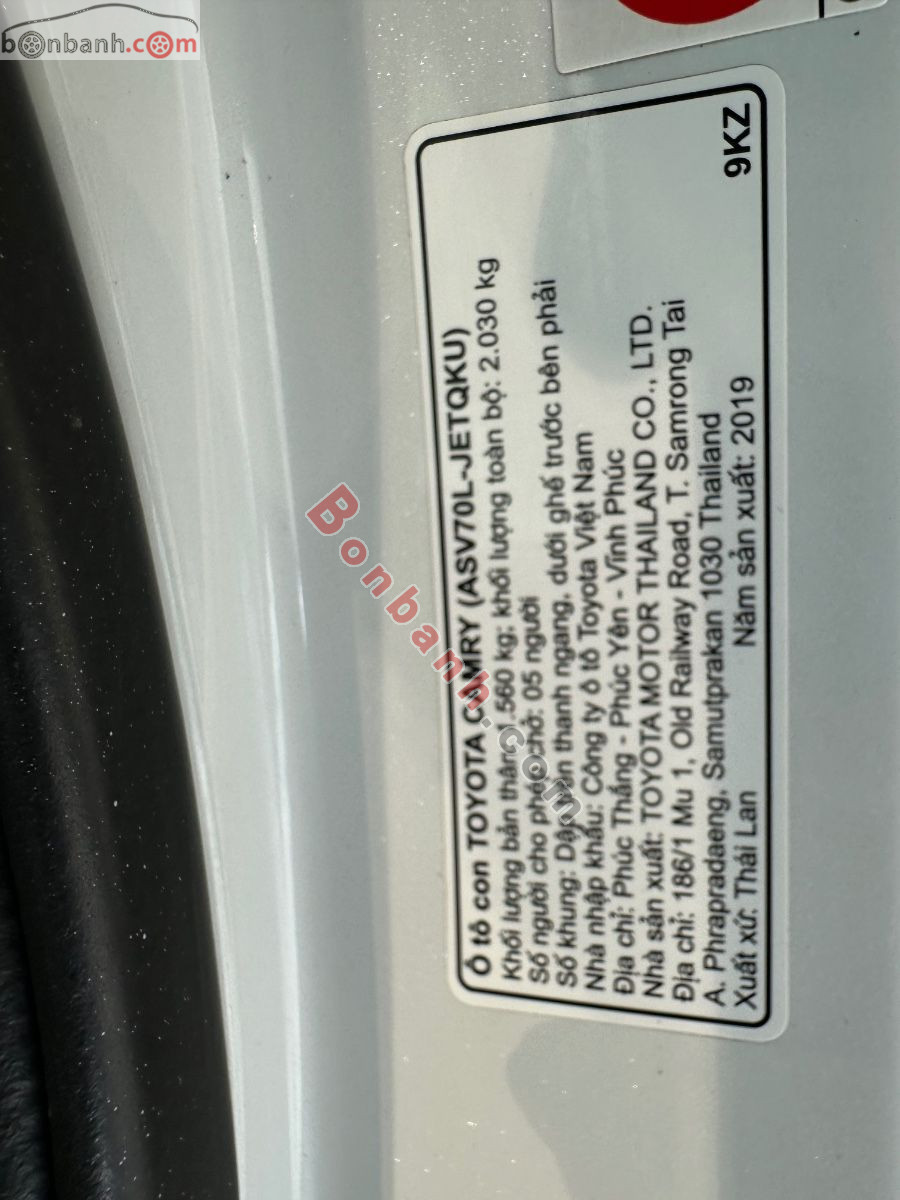 bonbanh.com
Ô tô con TOYOTA CAMRY (ASV70L-JETQKU)
Khối lượng bản thân: 1.560 kg; khối lượng toàn bộ: 2.030 kg
Số người cho phép chở: 05 người
Số khung: Dập trên thanh ngang, dưới ghế trước bên phải
Nhà nhập khẩu: Công ty ô tô Toyota Việt Nam
Địa chỉ: Phúc Thắng - Phúc Yên - Vĩnh Phúc
Nhà sản xuất: TOYOTA MOTOR THAILAND CO., LTD.
Địa chỉ: 186/1 Mu 1, Old Railway Road, T. Samrong Tai
A. Phrapradaeng, Samutprakan 1030 Thailand
Xuất xứ: Thái Lan Năm sản xuất: 2019
9KZ
Bonbanh.com